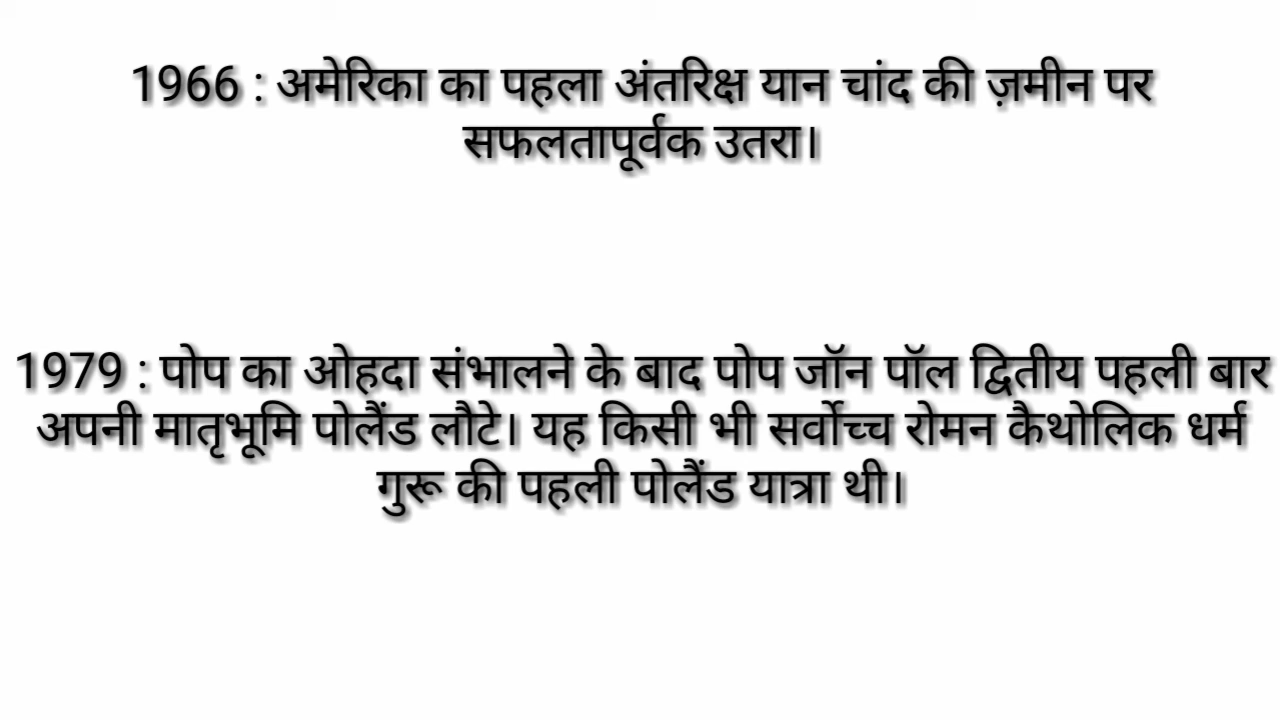 1966 : अमेरिका का पहला अंतरिक्ष यान चांद की ज़मीन पर
सफलतापूर्वक उतरा।
1979 : पोप का ओहदा संभालने के बाद पोप जॉन पॉल द्वितीय पहली बार
अपनी मातृभूमि पोलैंड लौटे। यह किसी भी सर्वोच्च रोमन कैथोलिक धर्म
गुरू की पहली पोलैंड यात्रा थी।